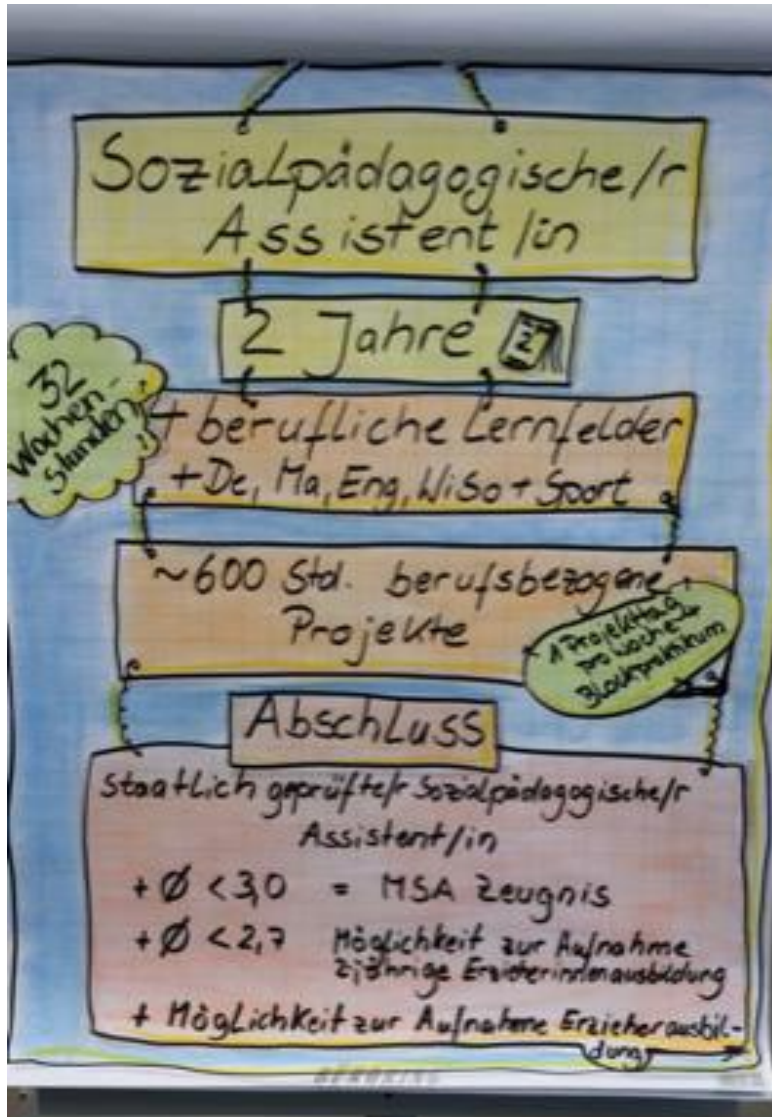 Sozialpädagogische/r
Assistent/in
2 Jahre
2
32
Wochen-
stunden
+ berufliche Lernfelder
+ De, Ma, Eng, WiSo + Sport
~600 Std. berufsbezogene
Projekte
1 Projekttag
pro Woche +
Blockpraktikum
Abschluss
Staatlich geprüfte/r Sozialpädagogische/r
Assistent/in
+ Ø < 3,0 = MSA Zeugnis
+ Ø < 2,7 Möglichkeit zur Aufnahme
2jährige Erzieherinnenausbildung
+ Möglichkeit zur Aufnahme Erzieherausbil-
dung